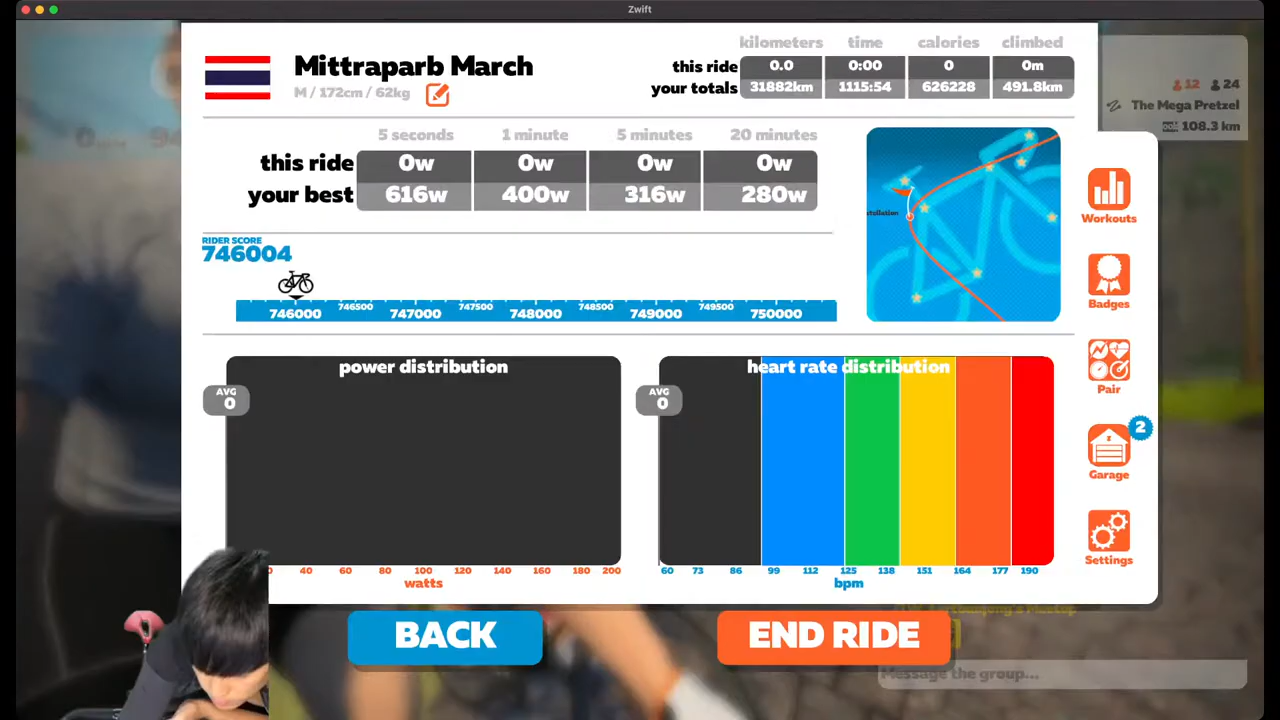 Zwift
Mittraparb March
M / 172cm / 62kg
kilometers time calories climbed
this ride 0.0 0:00 0 0m
your totals 31882km 1115:54 626228 491.8km
12 24
The Mega Pretzel
108.3 km
5 seconds 1 minute 5 minutes 20 minutes
this ride 0w 0w 0w 0w
your best 616w 400w 316w 280w
RIDER SCORE
746004
746000 746500 747000 747500 748000 748500 749000 749500 750000
Workouts
Badges
Pair
2
Garage
Settings
power distribution
AVG
0
40 60 80 100 120 140 160 180 200
watts
heart rate distribution
AVG
0
60 73 86 99 112 125 138 151 164 177 190
bpm
BACK
END RIDE
Message the group...